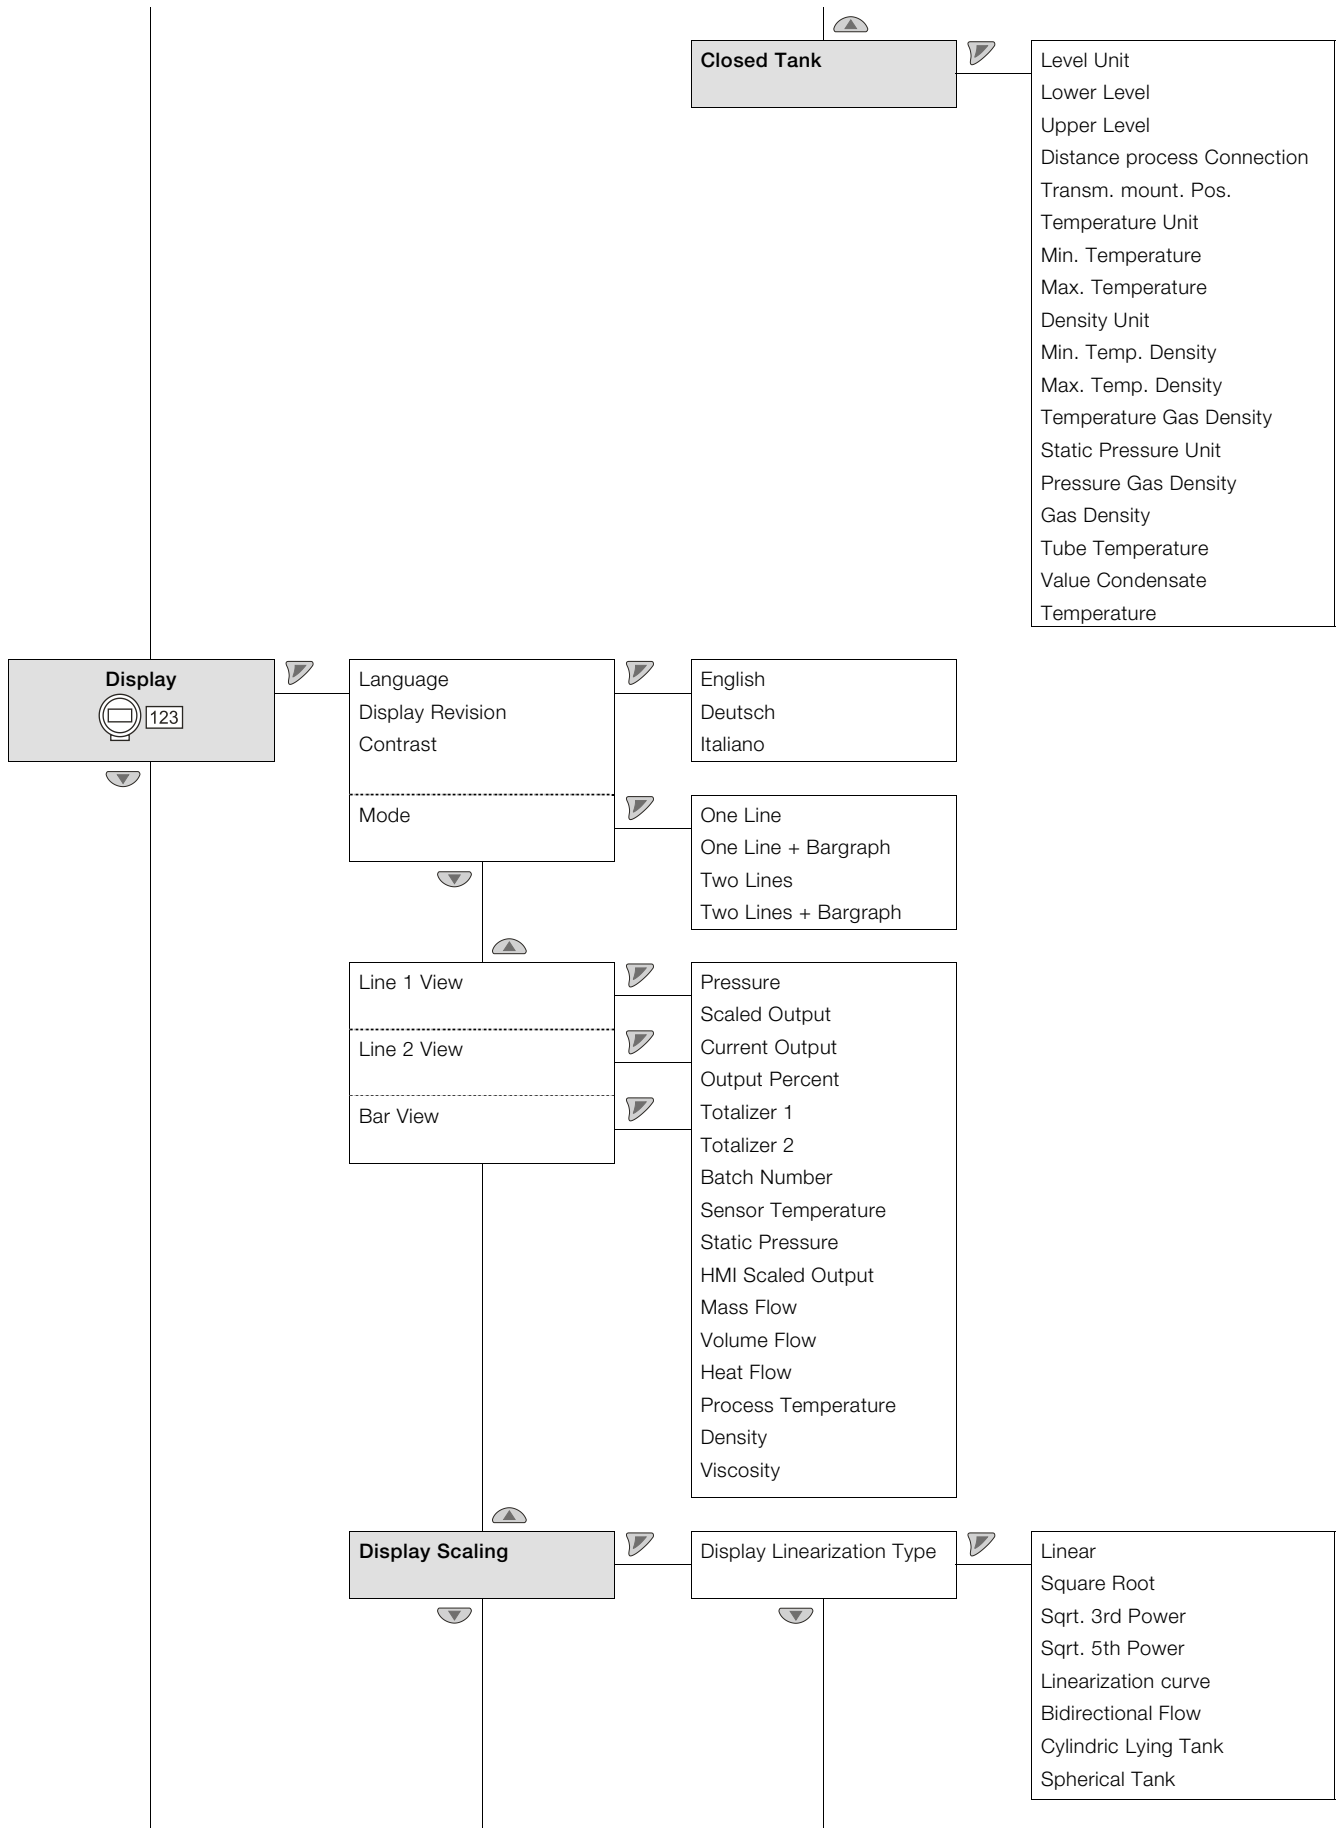 Closed Tank
Level Unit
Lower Level
Upper Level
Distance process Connection
Transm. mount. Pos.
Temperature Unit
Min. Temperature
Max. Temperature
Density Unit
Min. Temp. Density
Max. Temp. Density
Temperature Gas Density
Static Pressure Unit
Pressure Gas Density
Gas Density
Tube Temperature
Value Condensate
Temperature
Display
123
Language
Display Revision
Contrast
English
Deutsch
Italiano
Mode
One Line
One Line + Bargraph
Two Lines
Two Lines + Bargraph
Line 1 View
Line 2 View
Bar View
Pressure
Scaled Output
Current Output
Output Percent
Totalizer 1
Totalizer 2
Batch Number
Sensor Temperature
Static Pressure
HMI Scaled Output
Mass Flow
Volume Flow
Heat Flow
Process Temperature
Density
Viscosity
Display Scaling
Display Linearization Type
Linear
Square Root
Sqrt. 3rd Power
Sqrt. 5th Power
Linearization curve
Bidirectional Flow
Cylindric Lying Tank
Spherical Tank